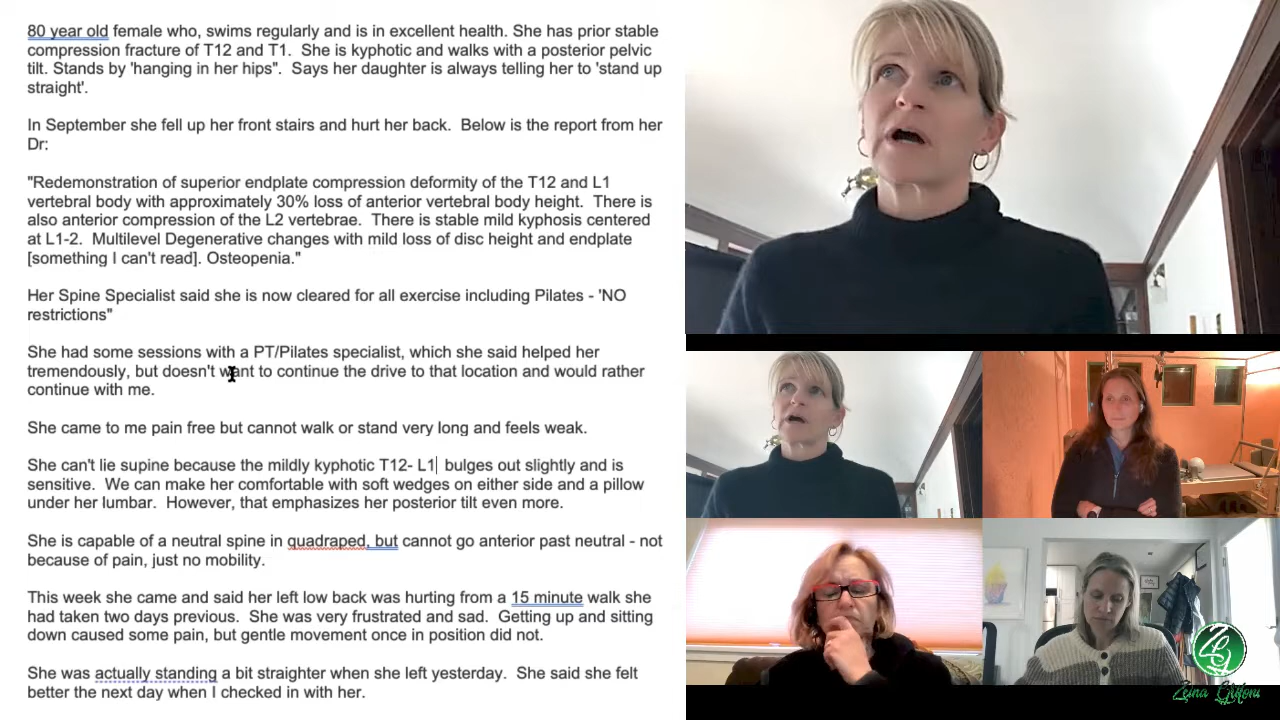 80 year old female who, swims regularly and is in excellent health. She has prior stable
compression fracture of T12 and T1.  She is kyphotic and walks with a posterior pelvic
tilt. Stands by 'hanging in her hips".  Says her daughter is always telling her to 'stand up
straight'.
In September she fell up her front stairs and hurt her back.  Below is the report from her
Dr:
"Redemonstration of superior endplate compression deformity of the T12 and L1
vertebral body with approximately 30% loss of anterior vertebral body height.  There is
also anterior compression of the L2 vertebrae.  There is stable mild kyphosis centered
at L1-2.  Multilevel Degenerative changes with mild loss of disc height and endplate
[something I can't read]. Osteopenia."
Her Spine Specialist said she is now cleared for all exercise including Pilates - 'NO
restrictions"
She had some sessions with a PT/Pilates specialist, which she said helped her
tremendously, but doesn't want to continue the drive to that location and would rather
continue with me.
She came to me pain free but cannot walk or stand very long and feels weak.
She can't lie supine because the mildly kyphotic T12- L1  bulges out slightly and is
sensitive.  We can make her comfortable with soft wedges on either side and a pillow
under her lumbar.  However, that emphasizes her posterior tilt even more.
She is capable of a neutral spine in quadraped, but cannot go anterior past neutral - not
because of pain, just no mobility.
This week she came and said her left low back was hurting from a 15 minute walk she
had taken two days previous.  She was very frustrated and sad.  Getting up and sitting
down caused some pain, but gentle movement once in position did not.
She was actually standing a bit straighter when she left yesterday.  She said she felt
better the next day when I checked in with her.